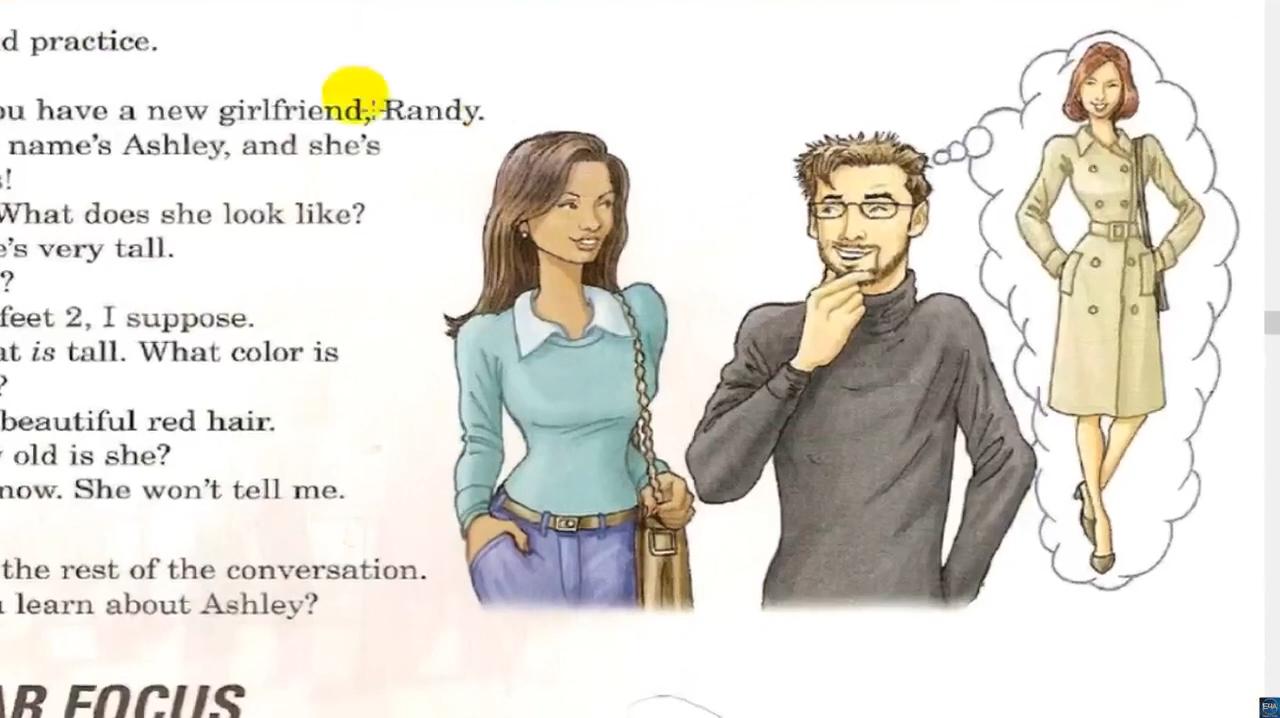 d practice.
ou have a new girlfriend, Randy.
name's Ashley, and she's
s!
What does she look like?
e's very tall.
?
feet 2, I suppose.
at is tall. What color is
?
beautiful red hair.
old is she?
now. She won't tell me.
the rest of the conversation.
u learn about Ashley?
AR FOCUS